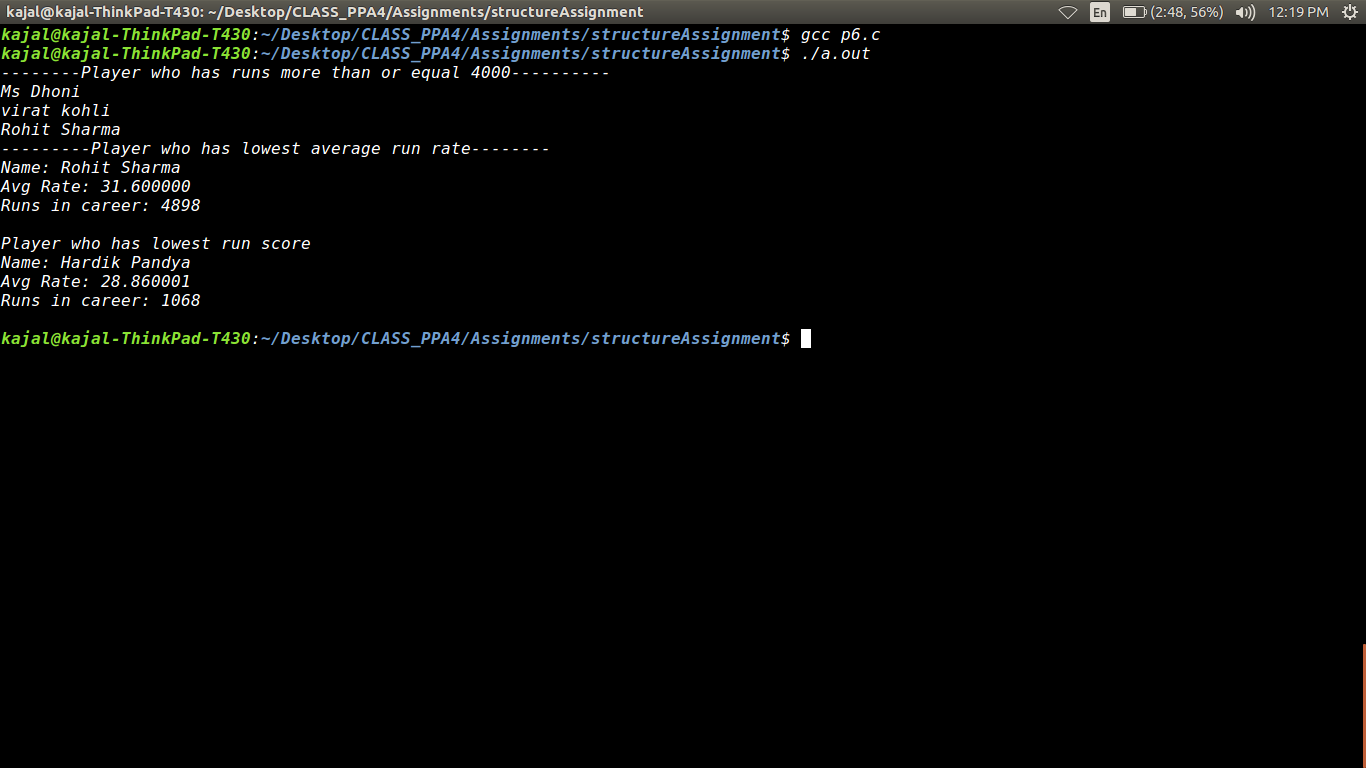 kajal@kajal-ThinkPad-T430: ~/Desktop/CLASS_PPA4/Assignments/structureAssignment En (2:48, 56%) 12:19 PM
kajal@kajal-ThinkPad-T430:~/Desktop/CLASS_PPA4/Assignments/structureAssignment$ gcc p6.c
kajal@kajal-ThinkPad-T430:~/Desktop/CLASS_PPA4/Assignments/structureAssignment$ ./a.out
--------Player who has runs more than or equal 4000----------
Ms Dhoni
virat kohli
Rohit Sharma
---------Player who has lowest average run rate--------
Name: Rohit Sharma
Avg Rate: 31.600000
Runs in career: 4898

Player who has lowest run score
Name: Hardik Pandya
Avg Rate: 28.860001
Runs in career: 1068

kajal@kajal-ThinkPad-T430:~/Desktop/CLASS_PPA4/Assignments/structureAssignment$